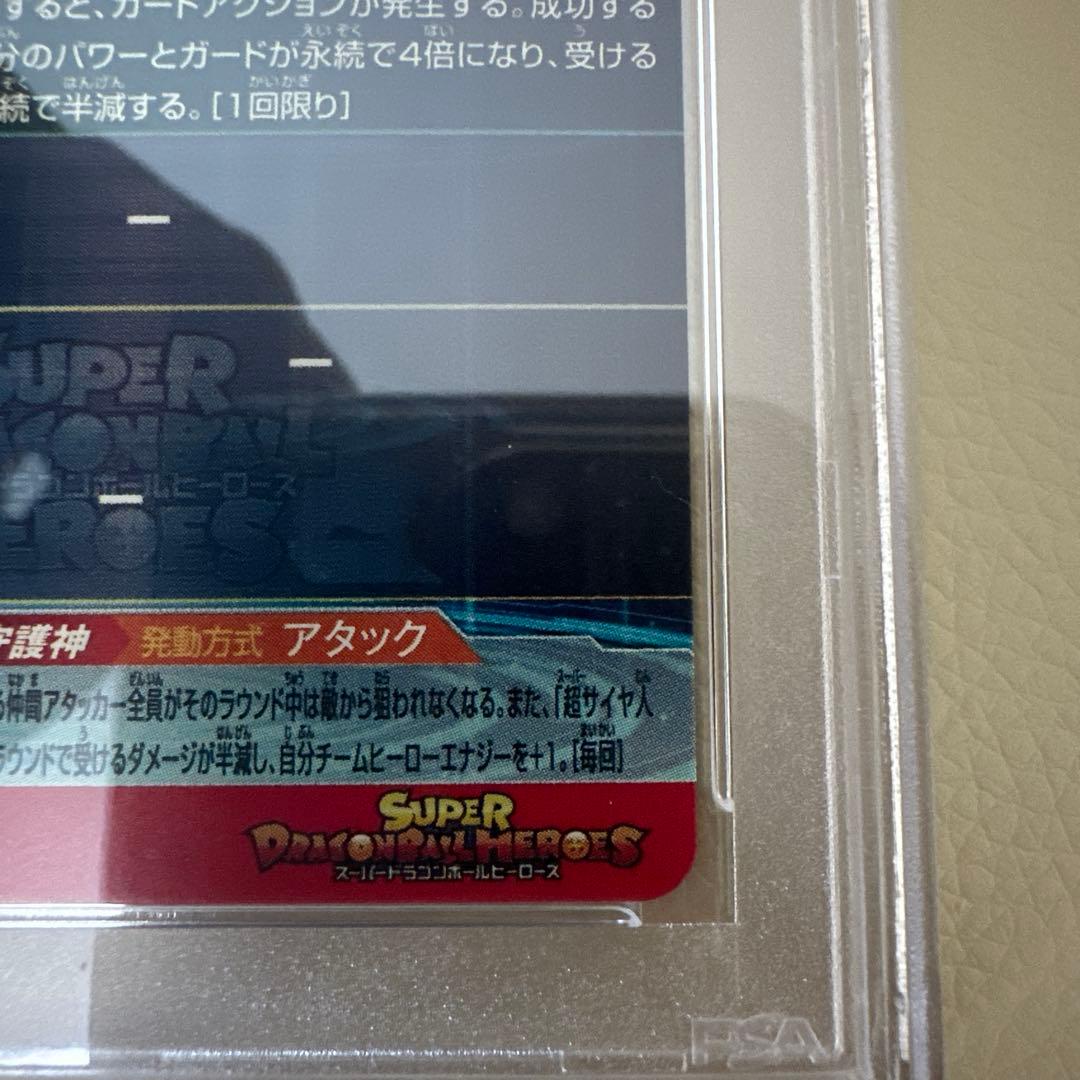 すると、カードアクションが発生する。成功する
分のパワーとガードが永続で4倍になり、受ける
続で半減する。[1回限り]
SUPER
DRAGON BALL
ドラゴンボールヒーローズ
HEROES
守護神 発動方式 アタック
る仲間アタッカー全員がそのラウンド中は敵から狙われなくなる。また、「超サイヤ人
ラウンドで受けるダメージが半減し、自分チームヒーローエナジーを+1。[毎回]
SUPER
DRAGONBALL HEROES
スーパードラゴンボールヒーローズ
PSA